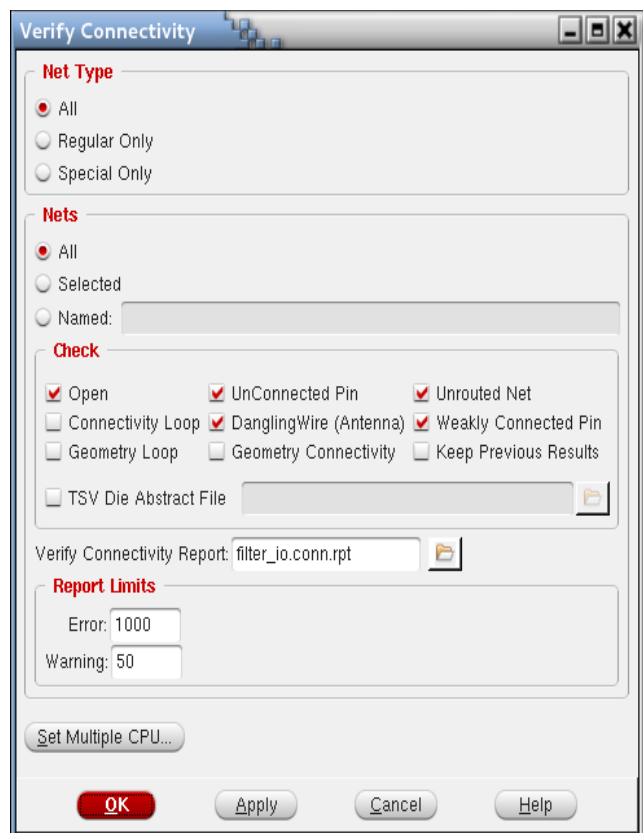 Verify Connectivity
Net Type
All
Regular Only
Special Only
Nets
All
Selected
Named:
Check
Open UnConnected Pin Unrouted Net
Connectivity Loop DanglingWire (Antenna) Weakly Connected Pin
Geometry Loop Geometry Connectivity Keep Previous Results
TSV Die Abstract File
Verify Connectivity Report: filter_io.conn.rpt
Report Limits
Error: 1000
Warning: 50
Set Multiple CPU...
OK Apply Cancel Help